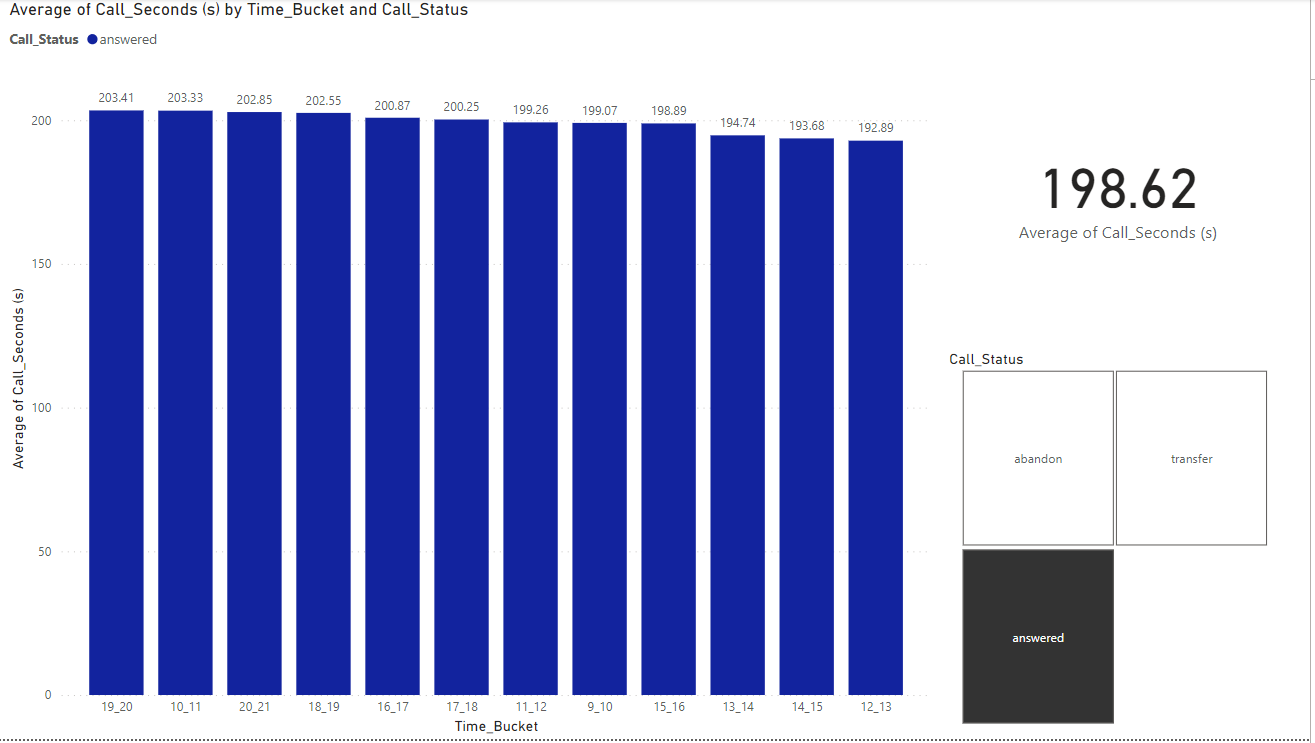 Average of Call_Seconds (s) by Time_Bucket and Call_Status
Call_Status answered
203.41 203.33 202.85 202.55 200.87 200.25 199.26 199.07 198.89 194.74 193.68 192.89
200
150
100
50
0
Average of Call_Seconds (s)
19_20 10_11 20_21 18_19 16_17 17_18 11_12 9_10 15_16 13_14 14_15 12_13
Time_Bucket
198.62
Average of Call_Seconds (s)
Call_Status
abandon transfer
answered